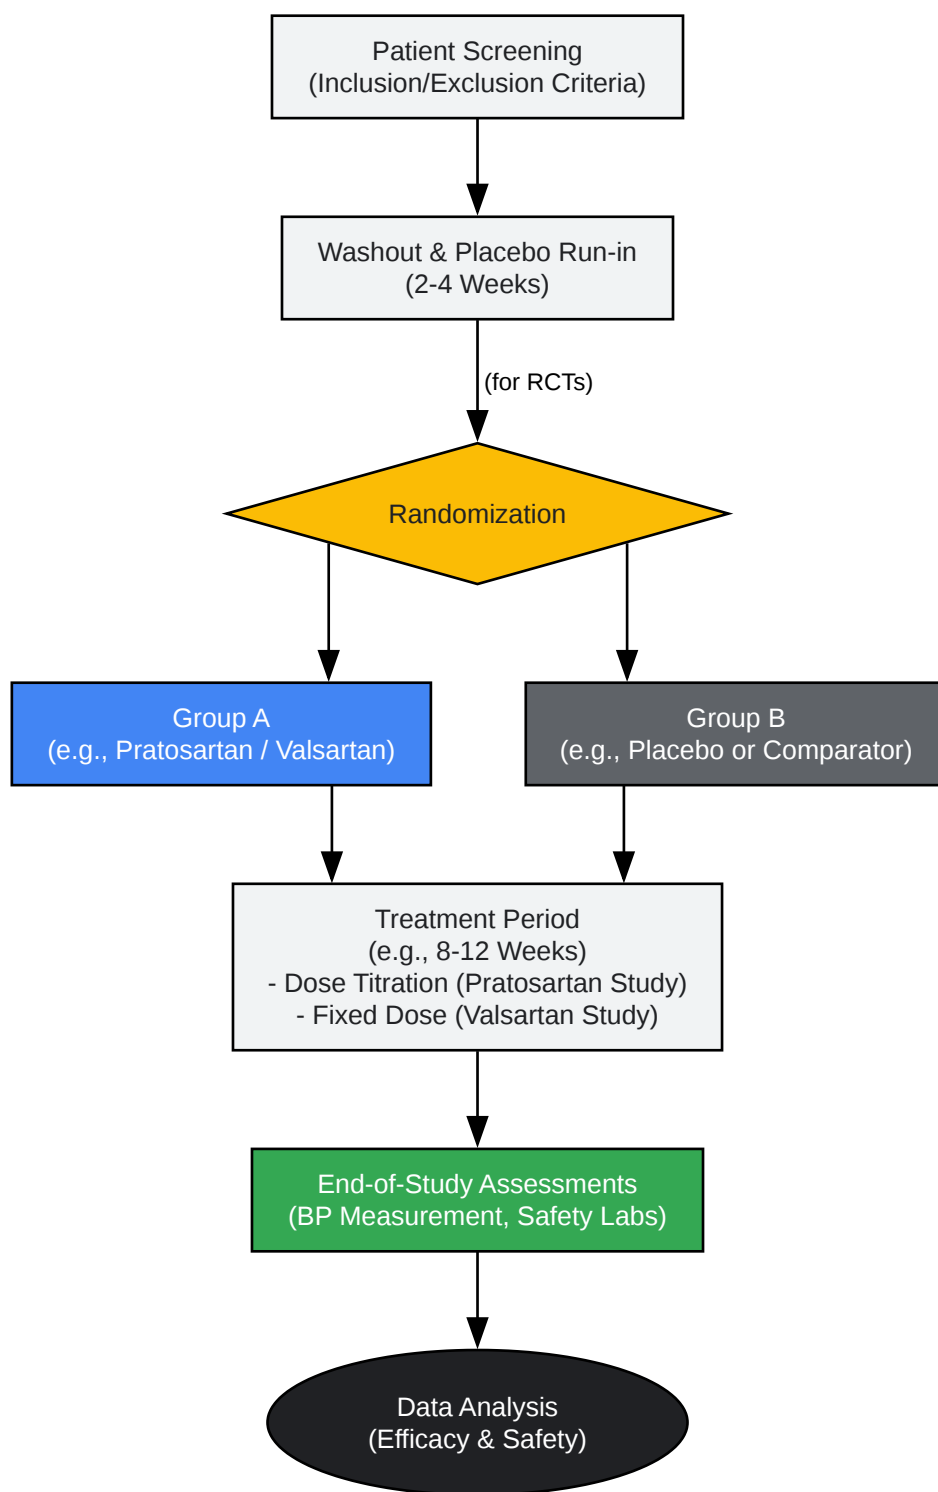 Patient Screening
(Inclusion/Exclusion Criteria)
Washout & Placebo Run-in
(2-4 Weeks)
(for RCTs)
Randomization
Group A
(e.g., Pratosartan / Valsartan)
Group B
(e.g., Placebo or Comparator)
Treatment Period
(e.g., 8-12 Weeks)
- Dose Titration (Pratosartan Study)
- Fixed Dose (Valsartan Study)
End-of-Study Assessments
(BP Measurement, Safety Labs)
Data Analysis
(Efficacy & Safety)